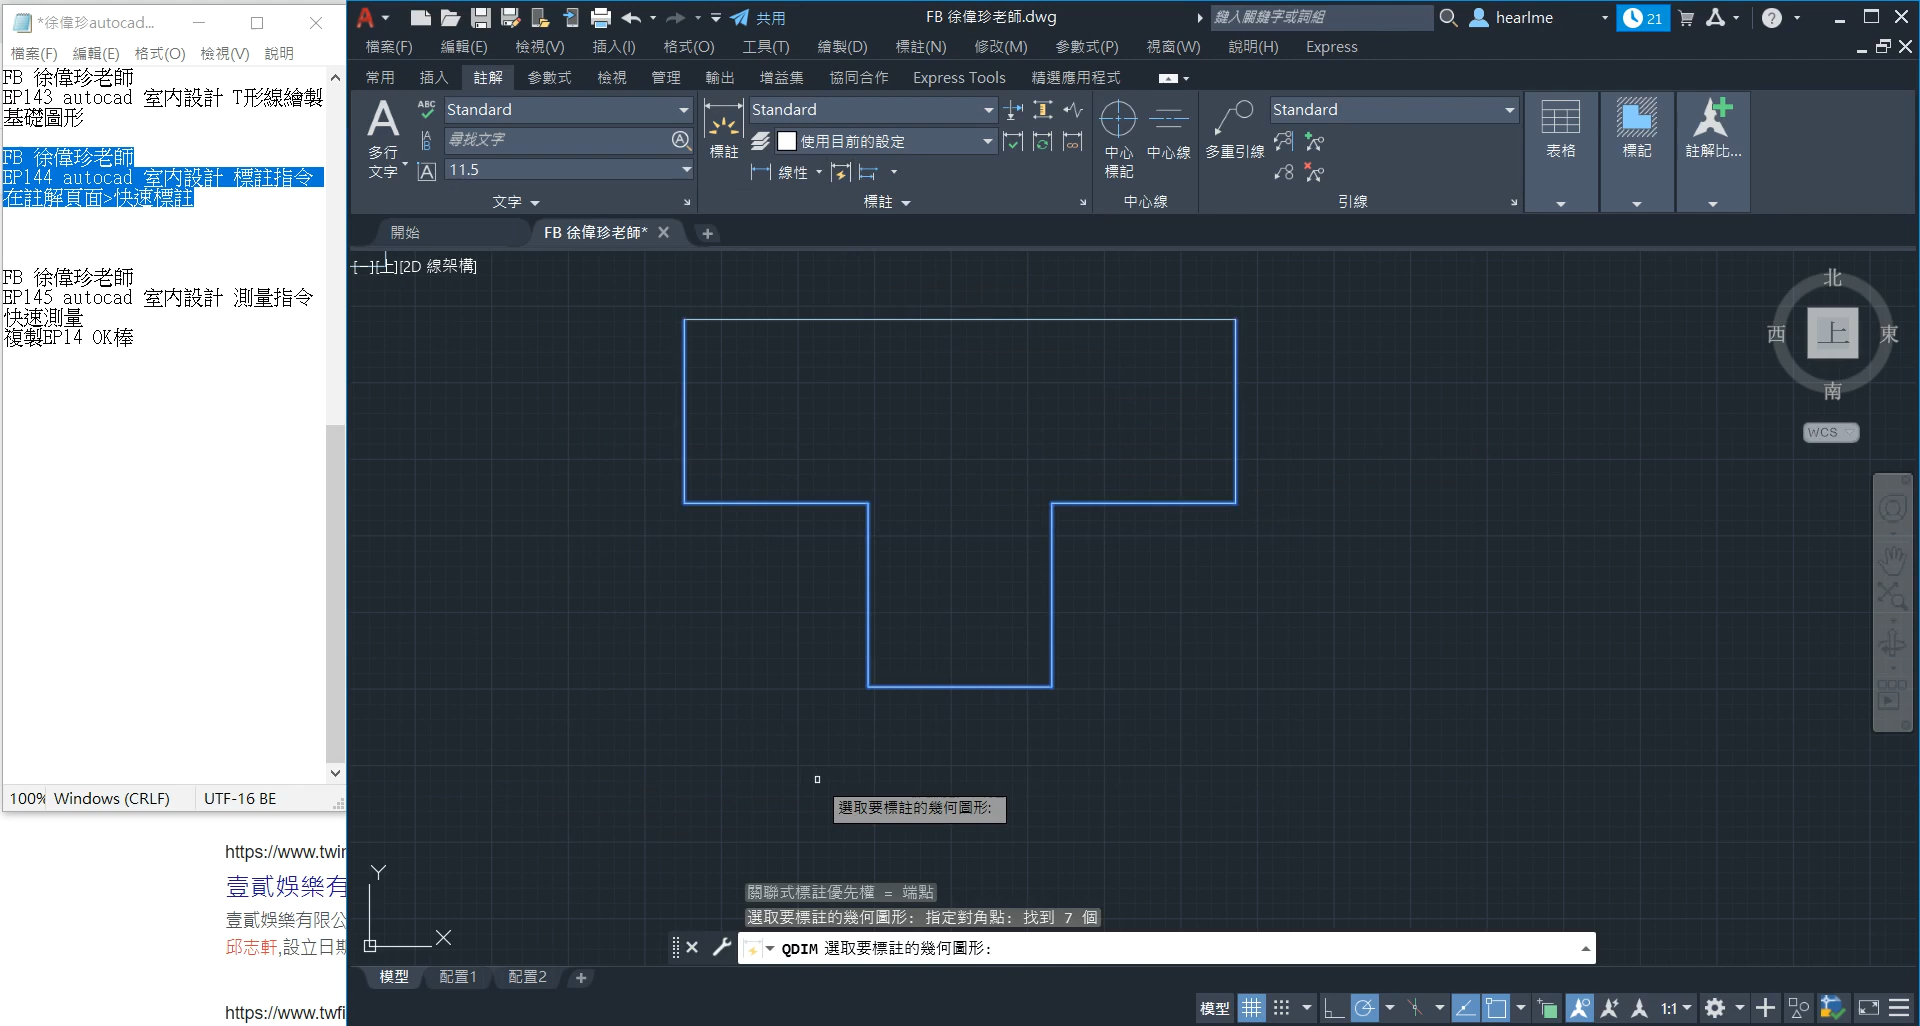 *徐偉珍autocad...
檔案(F) 編輯(E) 格式(O) 檢視(V) 說明
FB 徐偉珍老師
EP143 autocad 室內設計 T形線繪製
基礎圖形
FB 徐偉珍老師
EP144 autocad 室內設計 標註指令
在註解頁面>快速標註
FB 徐偉珍老師
EP145 autocad 室內設計 測量指令
快速測量
複製EP14 OK棒
100% Windows (CRLF) UTF-16 BE
https://www.twin
壹貳娛樂有
壹貳娛樂有限公
邱志軒,設立日期
https://www.twfi
共用 FB 徐偉珍老師.dwg 鍵入關鍵字或詞組 hearlme 21
檔案(F) 編輯(E) 檢視(V) 插入(I) 格式(O) 工具(T) 繪製(D) 標註(N) 修改(M) 參數式(P) 視窗(W) 說明(H) Express
常用 插入 註解 參數式 檢視 管理 輸出 增益集 協同合作 Express Tools 精選應用程式
Standard Standard Standard
多行 尋找文字 標註 使用目前的設定 中心 中心線 多重引線 表格 標記 註解比...
文字 11.5 線性 標記
文字 標註 中心線 引線
開始 FB 徐偉珍老師*
[一][上][2D 線架構]
北
西 上 東
南
WCS
選取要標註的幾何圖形:
Y
X
關聯式標註優先權 = 端點
選取要標註的幾何圖形: 指定對角點: 找到 7 個
QDIM 選取要標註的幾何圖形:
模型 配置1 配置2
模型 1:1